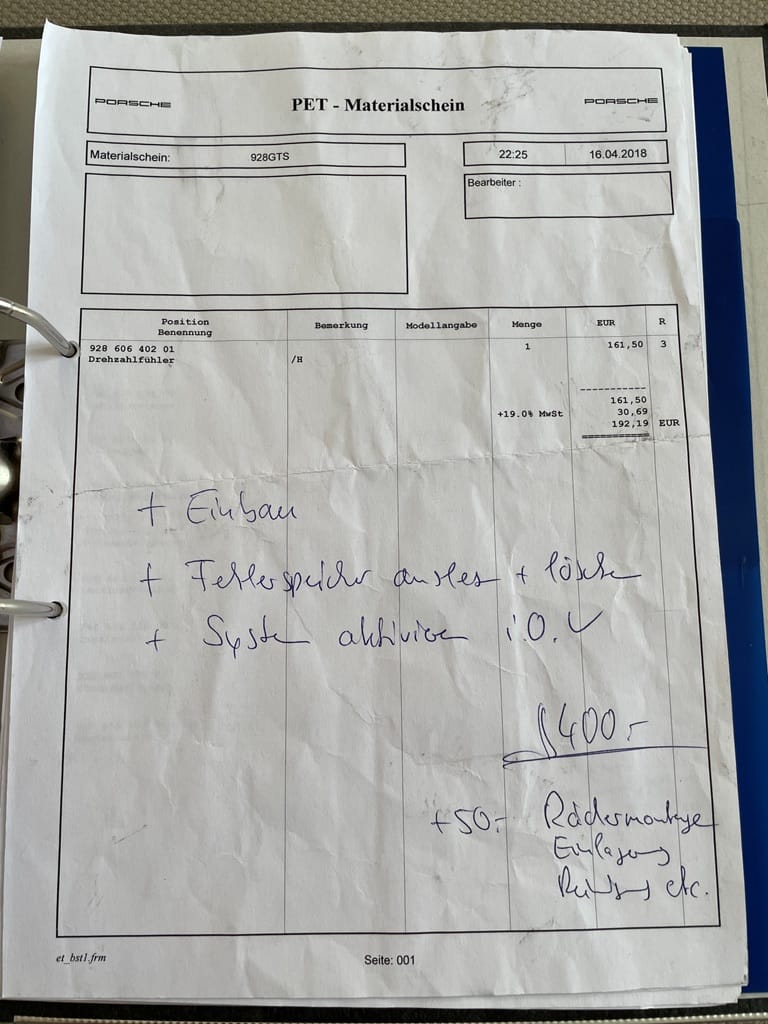 PORSCHE PET - Materialschein PORSCHE
Materialschein: 928GTS
22:25 16.04.2018
Bearbeiter :
Position Benennung Bemerkung Modellangabe Menge EUR R
928 606 402 01 1 161,50 3
Drehzahlfühler /H
-----------
161,50
+19.0% MwSt 30,69
192,19 EUR
===========
+ Einbau
+ Fehlerspeicher auslesen + löschen
+ System aktivieren i.O. ✓
400.-
+50.- Rädermontage
Einlagerung
Reinigung etc.
et_bst1.frm Seite: 001